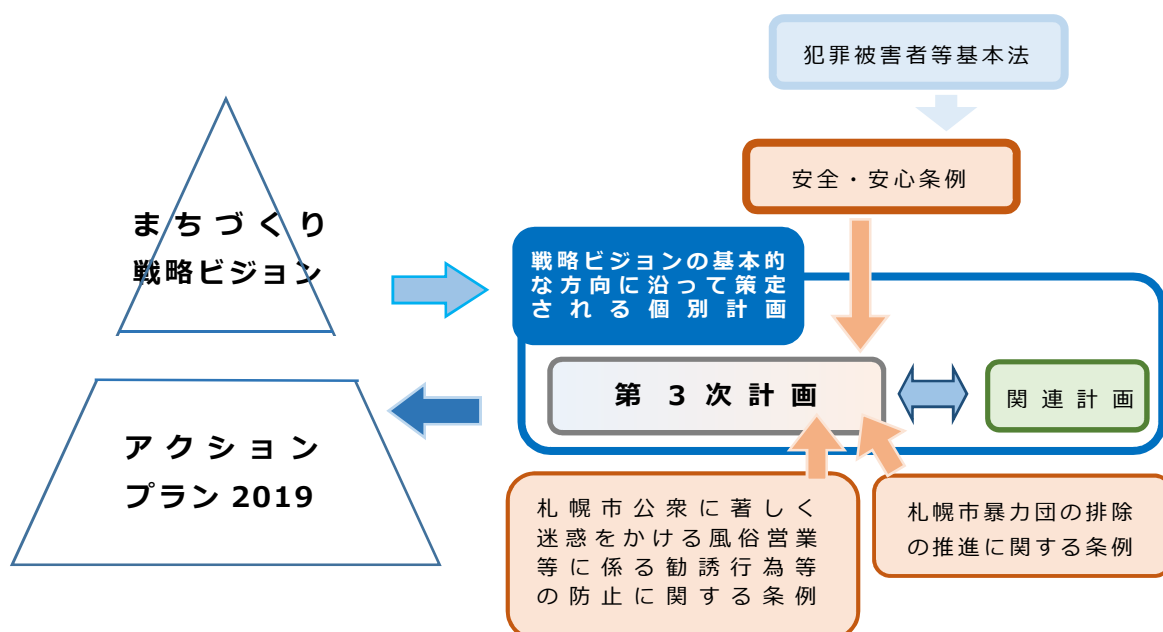 犯罪被害者等基本法
安全・安心条例
まちづくり
戦略ビジョン
戦略ビジョンの基本的
な方向に沿って策定
される個別計画
第3次計画
関連計画
アクション
プラン 2019
札幌市公衆に著しく
迷惑をかける風俗営業
等に係る勧誘行為等
の防止に関する条例
札幌市暴力団の排除
の推進に関する条例